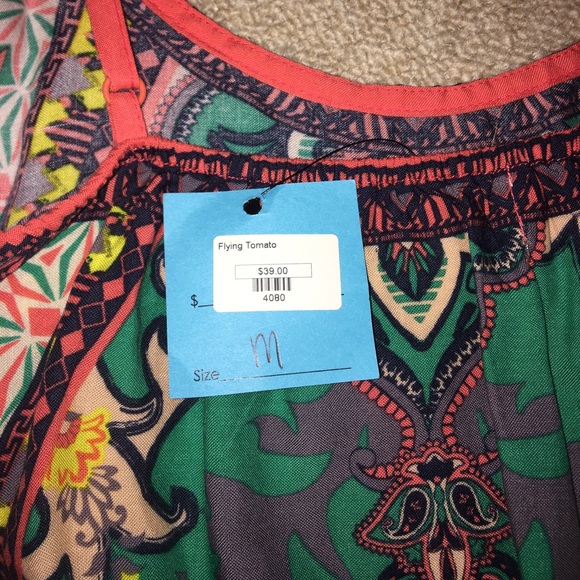 Flying Tomato
$39.00
4080
$
Size M